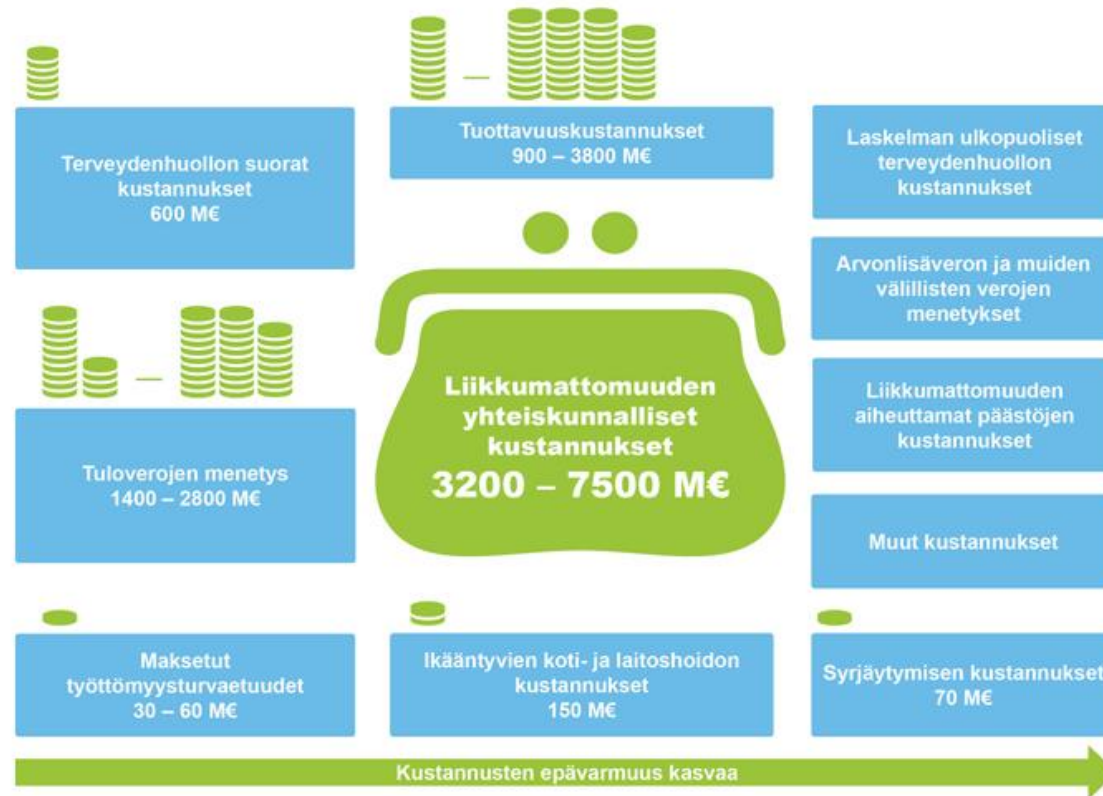 Terveydenhuollon suorat
kustannukset
600 M€
Tuottavuuskustannukset
900 – 3800 M€
Laskelman ulkopuoliset
terveydenhuollon
kustannukset
Arvonlisäveron ja muiden
välillisten verojen
menetykset
Tuloverojen menetys
1400 – 2800 M€
Liikkumattomuuden
yhteiskunnalliset
kustannukset
3200 – 7500 M€
Liikkumattomuuden
aiheuttamat päästöjen
kustannukset
Muut kustannukset
Maksetut
työttömyysturvaetuudet
30 – 60 M€
Ikääntyvien koti- ja laitoshoidon
kustannukset
150 M€
Syrjäytymisen kustannukset
70 M€
Kustannusten epävarmuus kasvaa